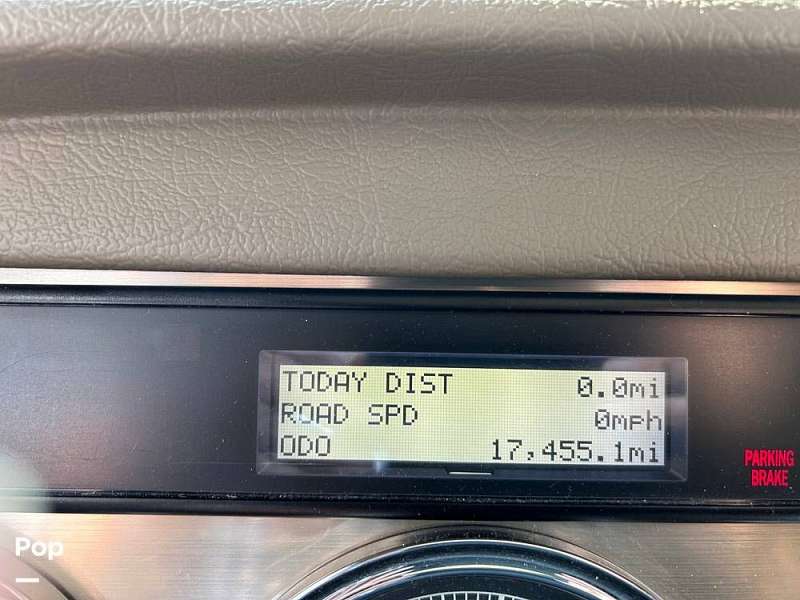 TODAY DIST 0.0mi
ROAD SPD 0mph
ODO 17,455.1mi
PARKING
BRAKE
Pop